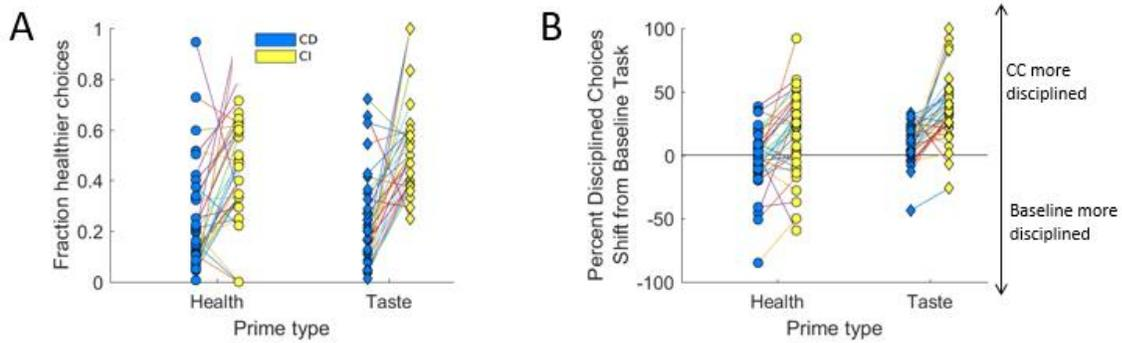 A
Fraction healthier choices
1
0.8
0.6
0.4
0.2
0
CD
CI
Health
Taste
Prime type
B
Percent Disciplined Choices
Shift from Baseline Task
100
50
0
-50
-100
Health
Taste
Prime type
CC more
disciplined
Baseline more
disciplined